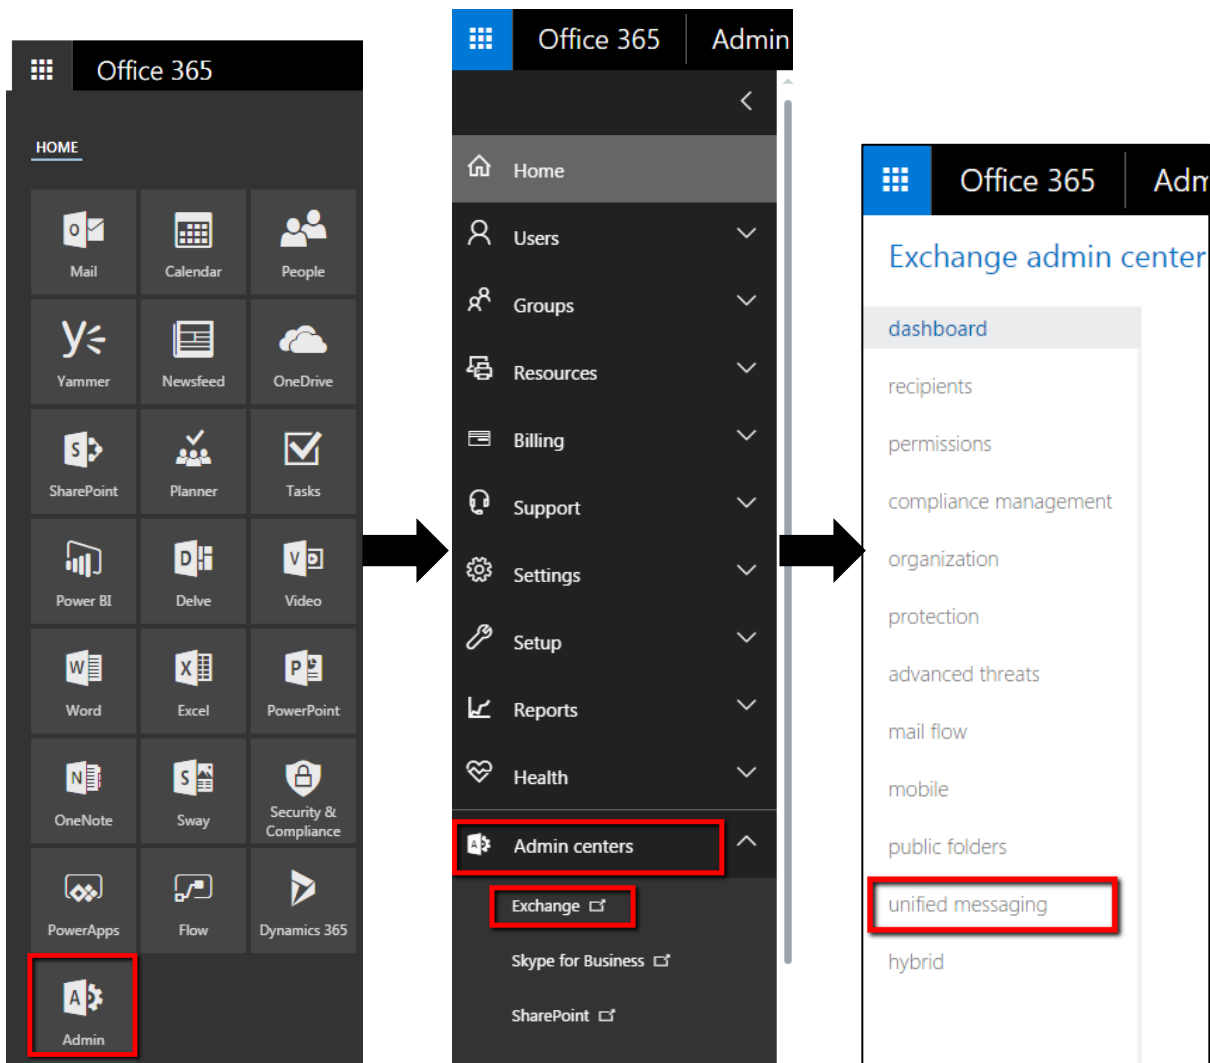 Office 365
HOME
Mail
Calendar
People
Yammer
Newsfeed
OneDrive
SharePoint
Planner
Tasks
Power BI
Delve
Video
Word
Excel
PowerPoint
OneNote
Sway
Security &
Compliance
PowerApps
Flow
Dynamics 365
Admin
Office 365
Admin
Home
Users
Groups
Resources
Billing
Support
Settings
Setup
Reports
Health
Admin centers
Exchange
Skype for Business
SharePoint
Office 365
Adm
Exchange admin center
dashboard
recipients
permissions
compliance management
organization
protection
advanced threats
mail flow
mobile
public folders
unified messaging
hybrid